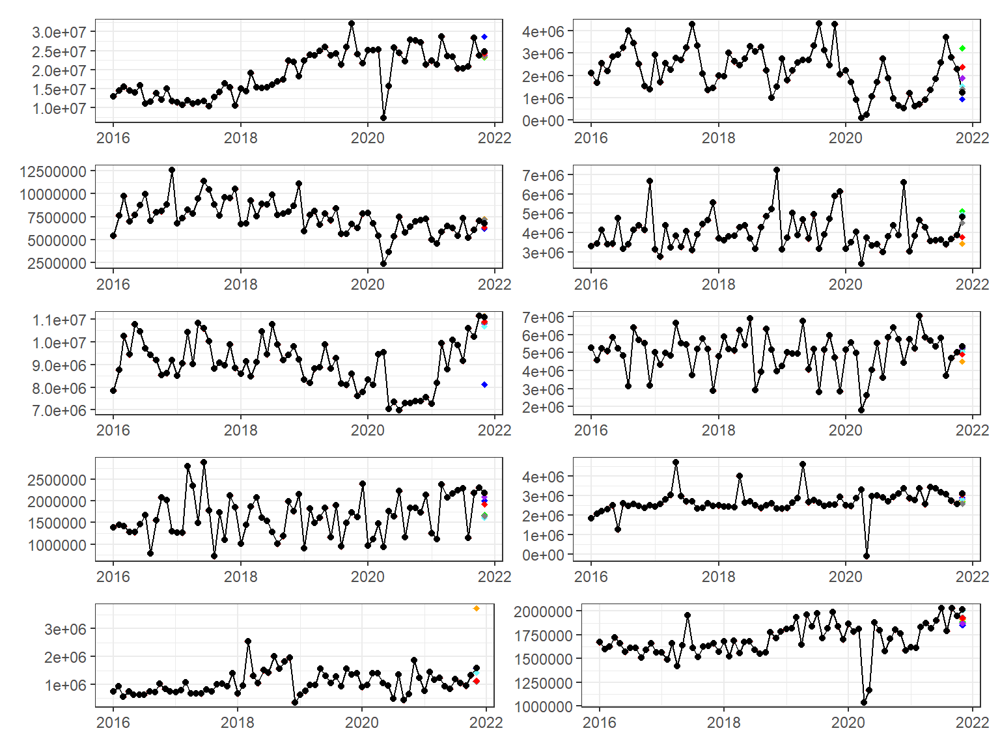 3.0e+07
2.5e+07
2.0e+07
1.5e+07
1.0e+07
2016 2018 2020 2022
4e+06
3e+06
2e+06
1e+06
0e+00
2016 2018 2020 2022
12500000
10000000
7500000
5000000
2500000
2016 2018 2020 2022
7e+06
6e+06
5e+06
4e+06
3e+06
2016 2018 2020 2022
1.1e+07
1.0e+07
9.0e+06
8.0e+06
7.0e+06
2016 2018 2020 2022
7e+06
6e+06
5e+06
4e+06
3e+06
2e+06
2016 2018 2020 2022
2500000
2000000
1500000
1000000
2016 2018 2020 2022
4e+06
3e+06
2e+06
1e+06
0e+00
2016 2018 2020 2022
3e+06
2e+06
1e+06
2016 2018 2020 2022
2000000
1750000
1500000
1250000
1000000
2016 2018 2020 2022